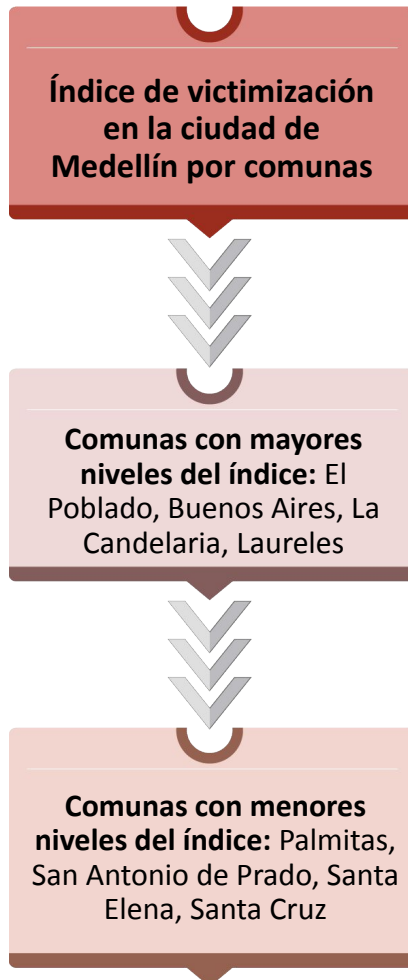 Índice de victimización
en la ciudad de
Medellín por comunas
Comunas con mayores
niveles del índice: El
Poblado, Buenos Aires, La
Candelaria, Laureles
Comunas con menores
niveles del índice: Palmitas,
San Antonio de Prado, Santa
Elena, Santa Cruz